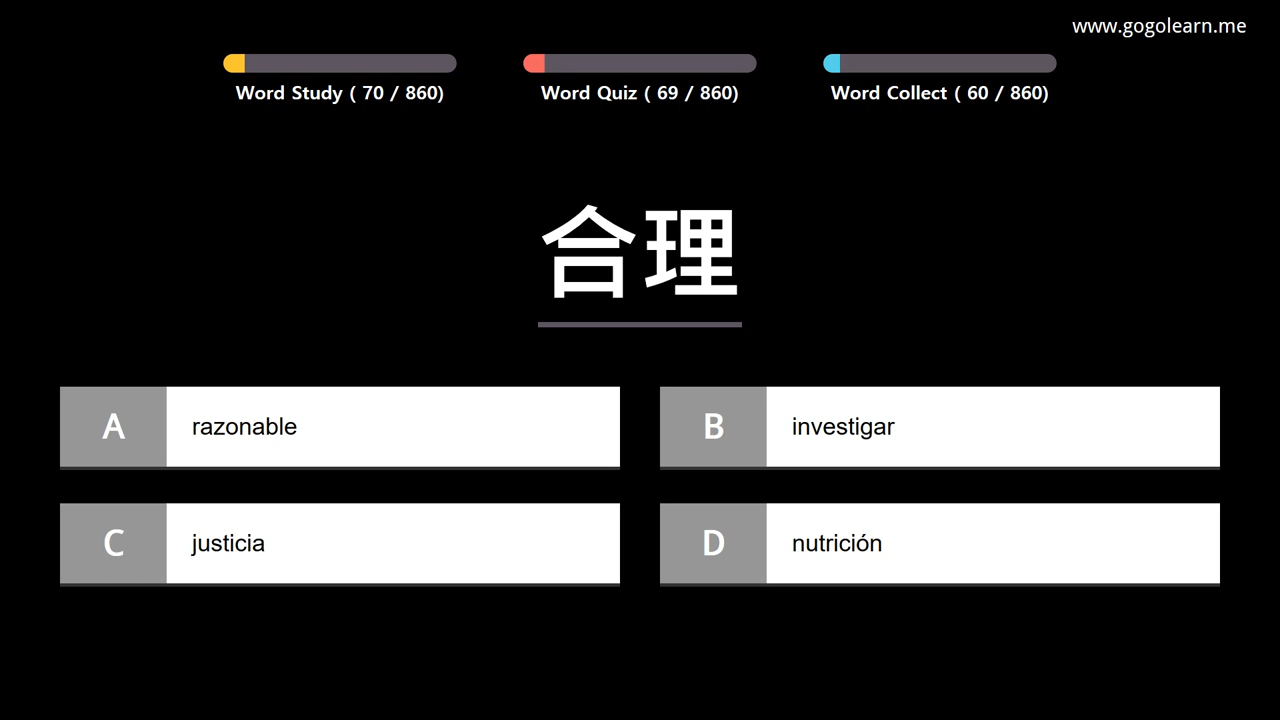 www.gogolearn.me
Word Study ( 70 / 860)
Word Quiz ( 69 / 860)
Word Collect ( 60 / 860)
合理
A razonable
B investigar
C justicia
D nutrición